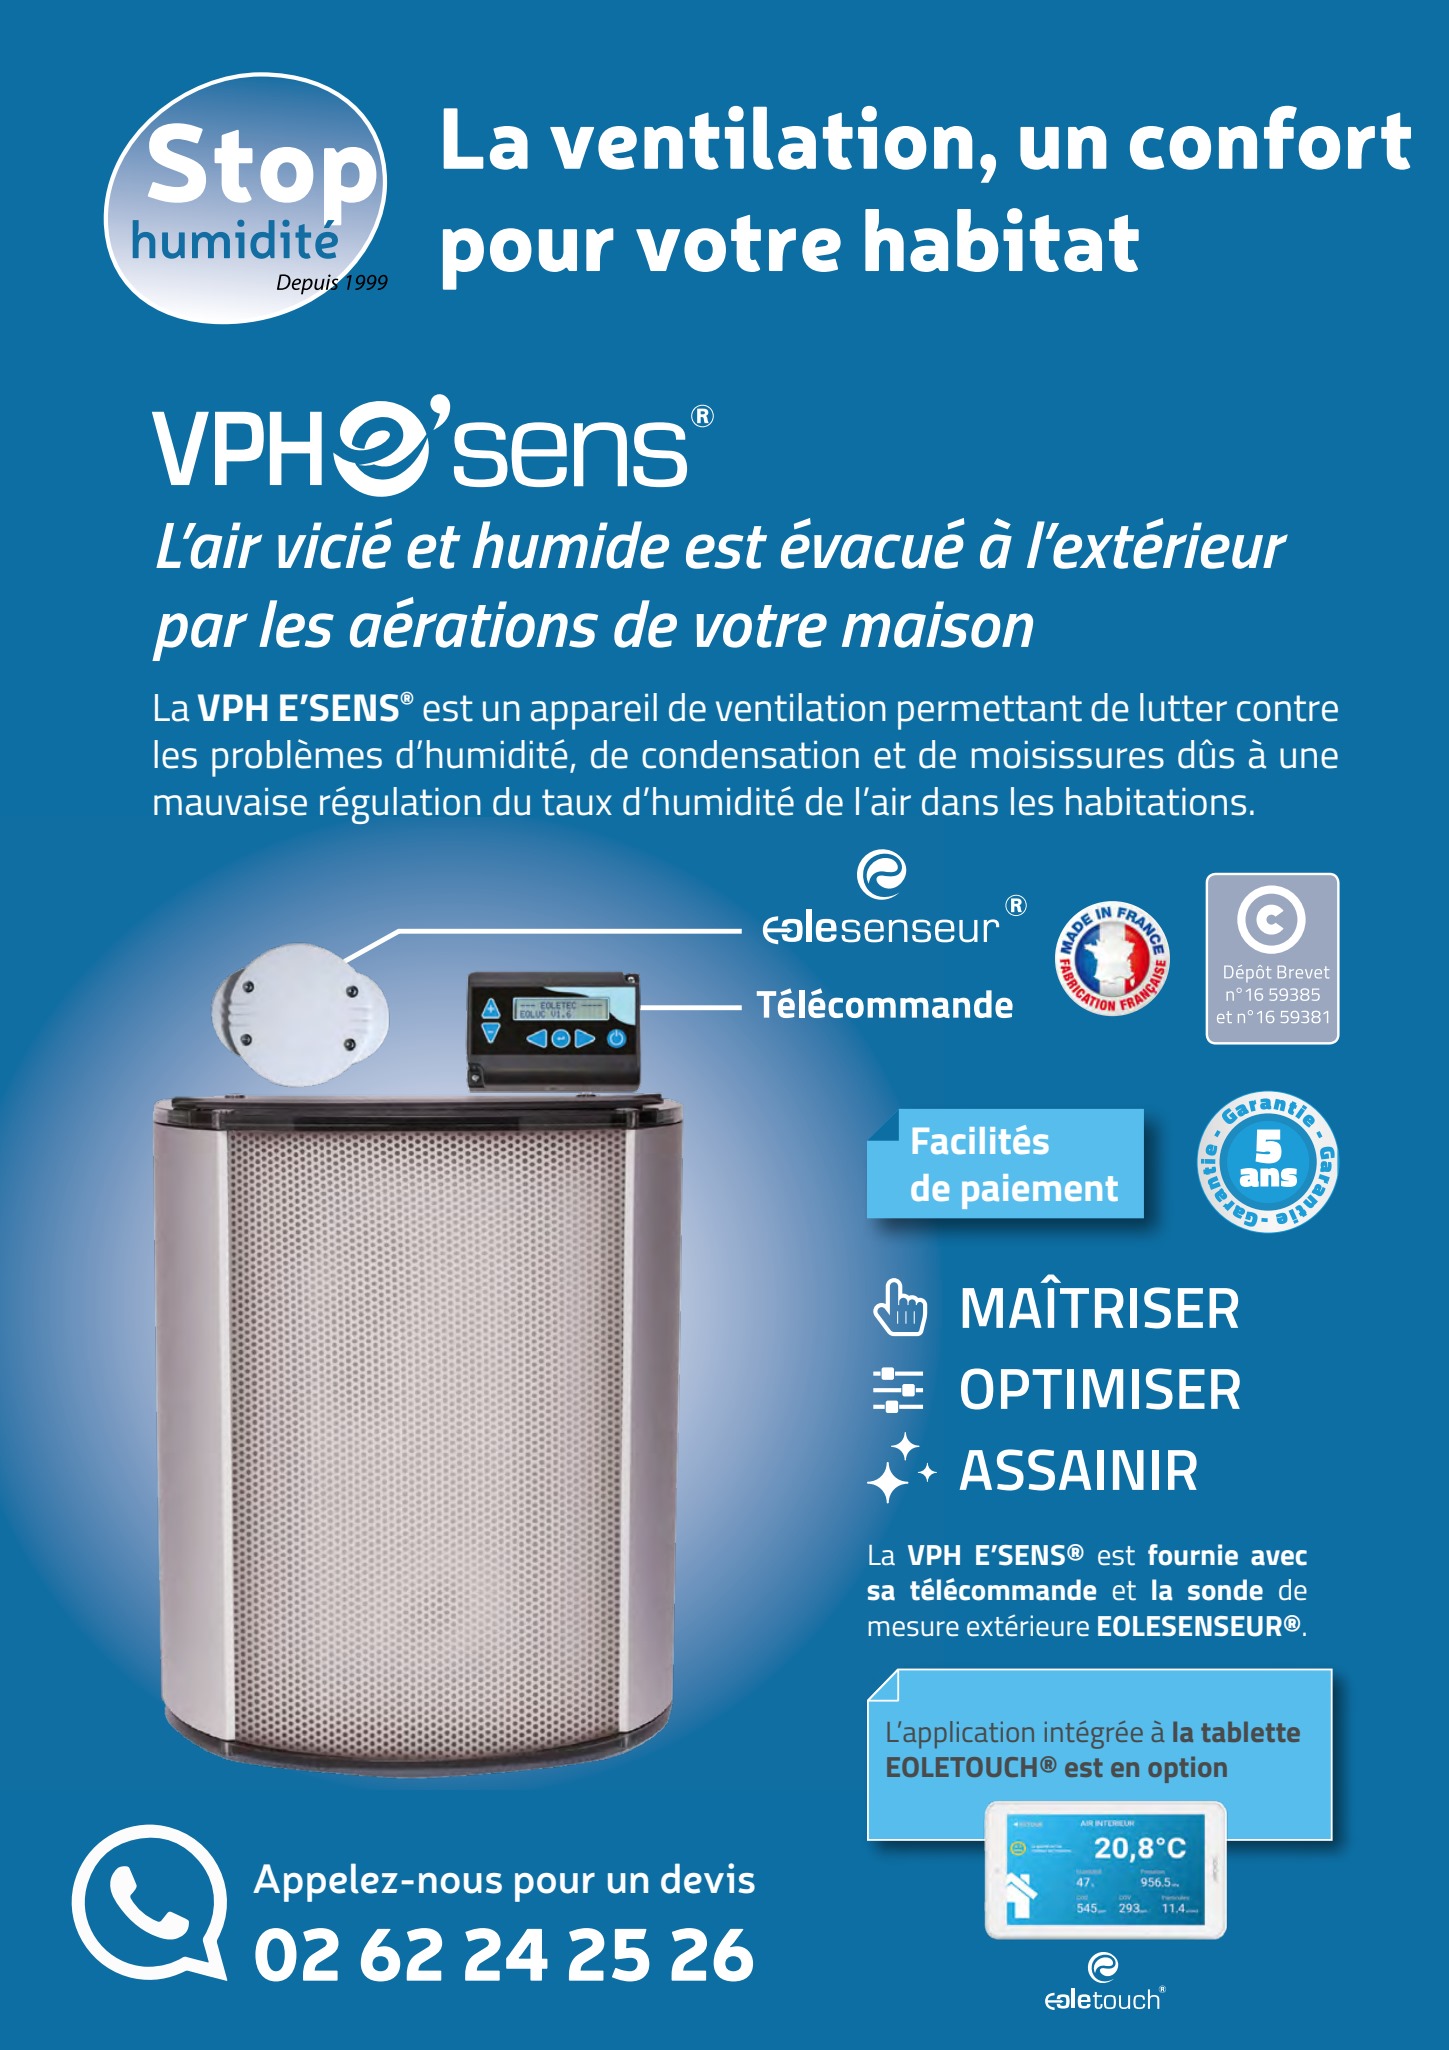 Stop
humidité
Depuis 1999
La ventilation, un confort
pour votre habitat
VPH e'sens®
L'air vicié et humide est évacué à l'extérieur
par les aérations de votre maison
La VPH E'SENS® est un appareil de ventilation permettant de lutter contre
les problèmes d'humidité, de condensation et de moisissures dûs à une
mauvaise régulation du taux d'humidité de l'air dans les habitations.
eolesenseur®
Télécommande
MADE IN FRANCE
FABRICATION FRANÇAISE
Dépôt Brevet
n°16 59385
et n°16 59381
---- EOLETEC ----
EOLUC V1.6
Facilités
de paiement
Garantie - Garantie - Garantie - Garantie -
5
ans
MAÎTRISER
OPTIMISER
ASSAINIR
La VPH E'SENS® est fournie avec
sa télécommande et la sonde de
mesure extérieure EOLESENSEUR®.
L'application intégrée à la tablette
EOLETOUCH® est en option
AIR INTERIEUR
20,8°C
47
956.5
545
293
11.4
eoletouch®
Appelez-nous pour un devis
02 62 24 25 26